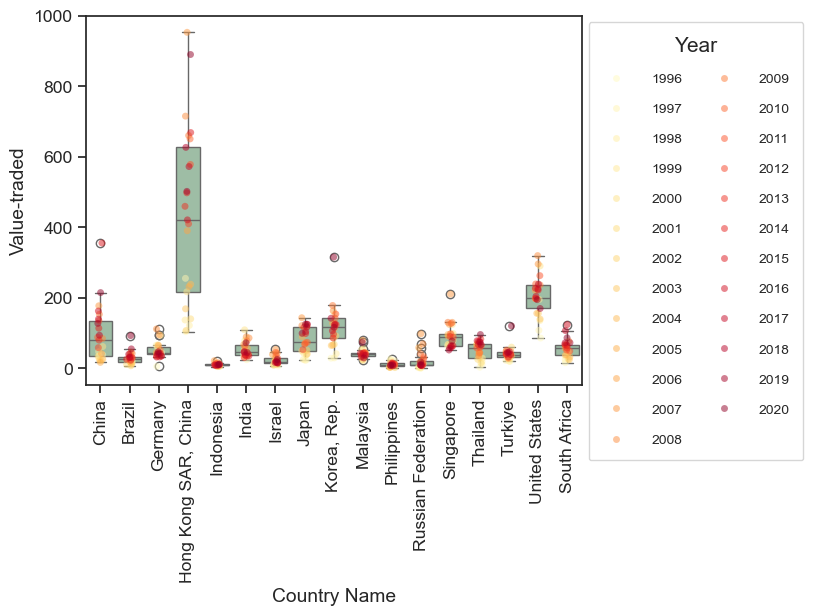 1000
800
600
400
200
0
Value-traded
China
Brazil
Germany
Hong Kong SAR, China
Indonesia
India
Israel
Japan
Korea, Rep.
Malaysia
Philippines
Russian Federation
Singapore
Thailand
Turkiye
United States
South Africa
Country Name
Year
1996
1997
1998
1999
2000
2001
2002
2003
2004
2005
2006
2007
2008
2009
2010
2011
2012
2013
2014
2015
2016
2017
2018
2019
2020